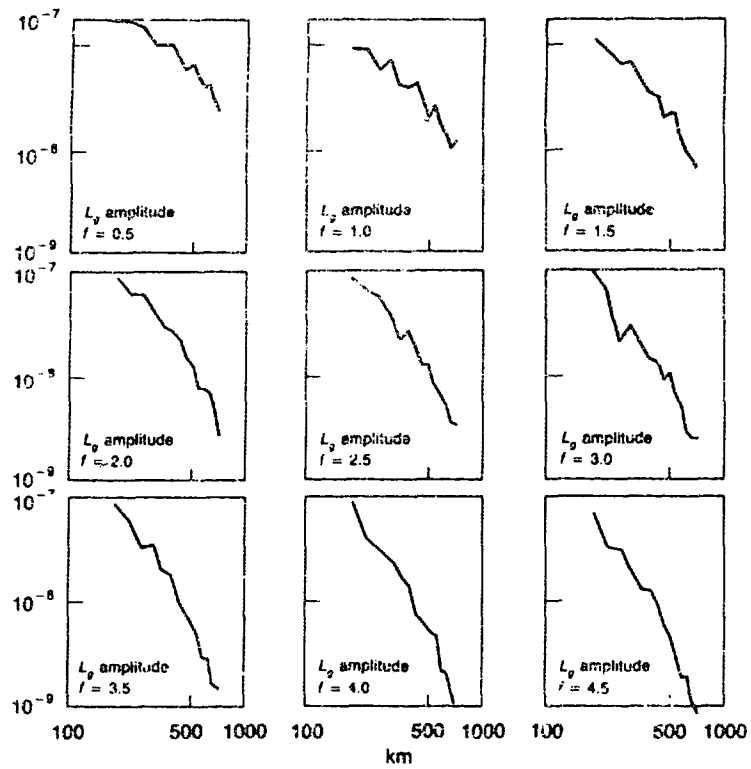 10⁻⁷
10⁻⁸
10⁻⁹
L_g amplitude
f = 0.5
L_g amplitude
f = 1.0
L_g amplitude
f = 1.5
10⁻⁷
10⁻⁸
10⁻⁹
L_g amplitude
f = 2.0
L_g amplitude
f = 2.5
L_g amplitude
f = 3.0
10⁻⁷
10⁻⁸
10⁻⁹
L_g amplitude
f = 3.5
L_g amplitude
f = 4.0
L_g amplitude
f = 4.5
100 500 1000 100 500 1000 100 500 1000
km